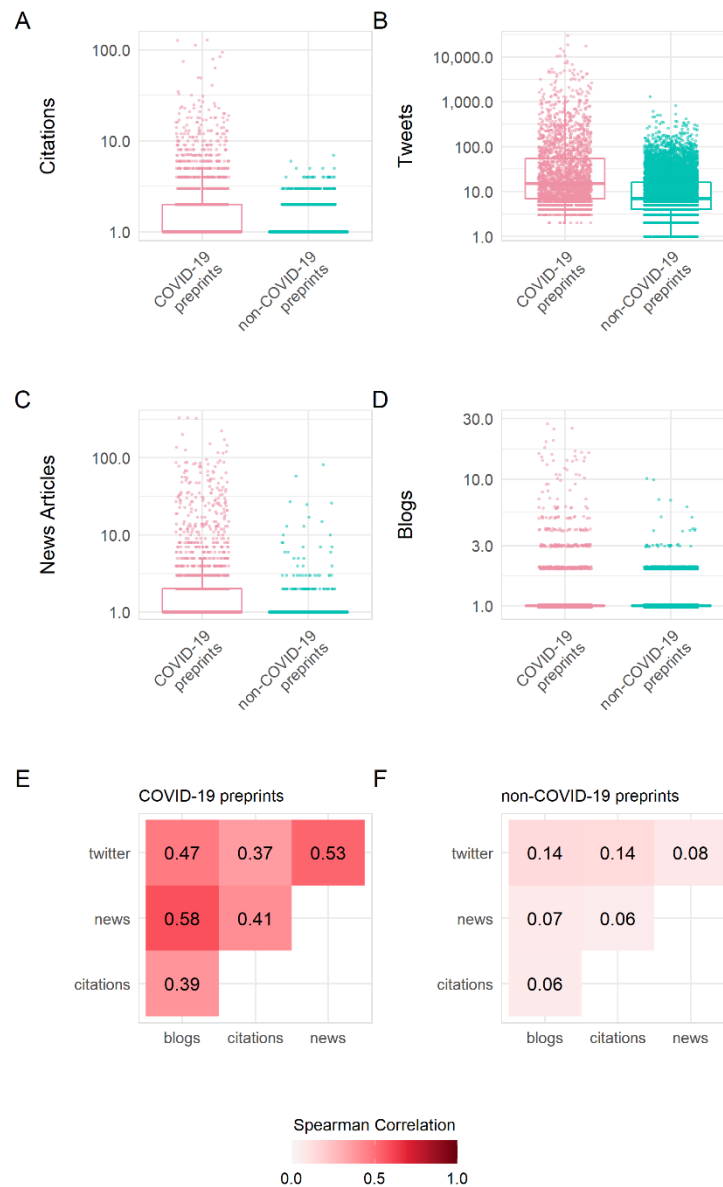 A
B
100.0
10.0
1.0
Citations
COVID-19
preprints
non-COVID-19
preprints
10,000.0
1,000.0
100.0
10.0
1.0
Tweets
COVID-19
preprints
non-COVID-19
preprints
C
D
100.0
10.0
1.0
News Articles
COVID-19
preprints
non-COVID-19
preprints
30.0
10.0
3.0
1.0
Blogs
COVID-19
preprints
non-COVID-19
preprints
E
COVID-19 preprints
twitter 0.47 0.37 0.53
news 0.58 0.41
citations 0.39
blogs citations news
F
non-COVID-19 preprints
twitter 0.14 0.14 0.08
news 0.07 0.06
citations 0.06
blogs citations news
Spearman Correlation
0.0 0.5 1.0